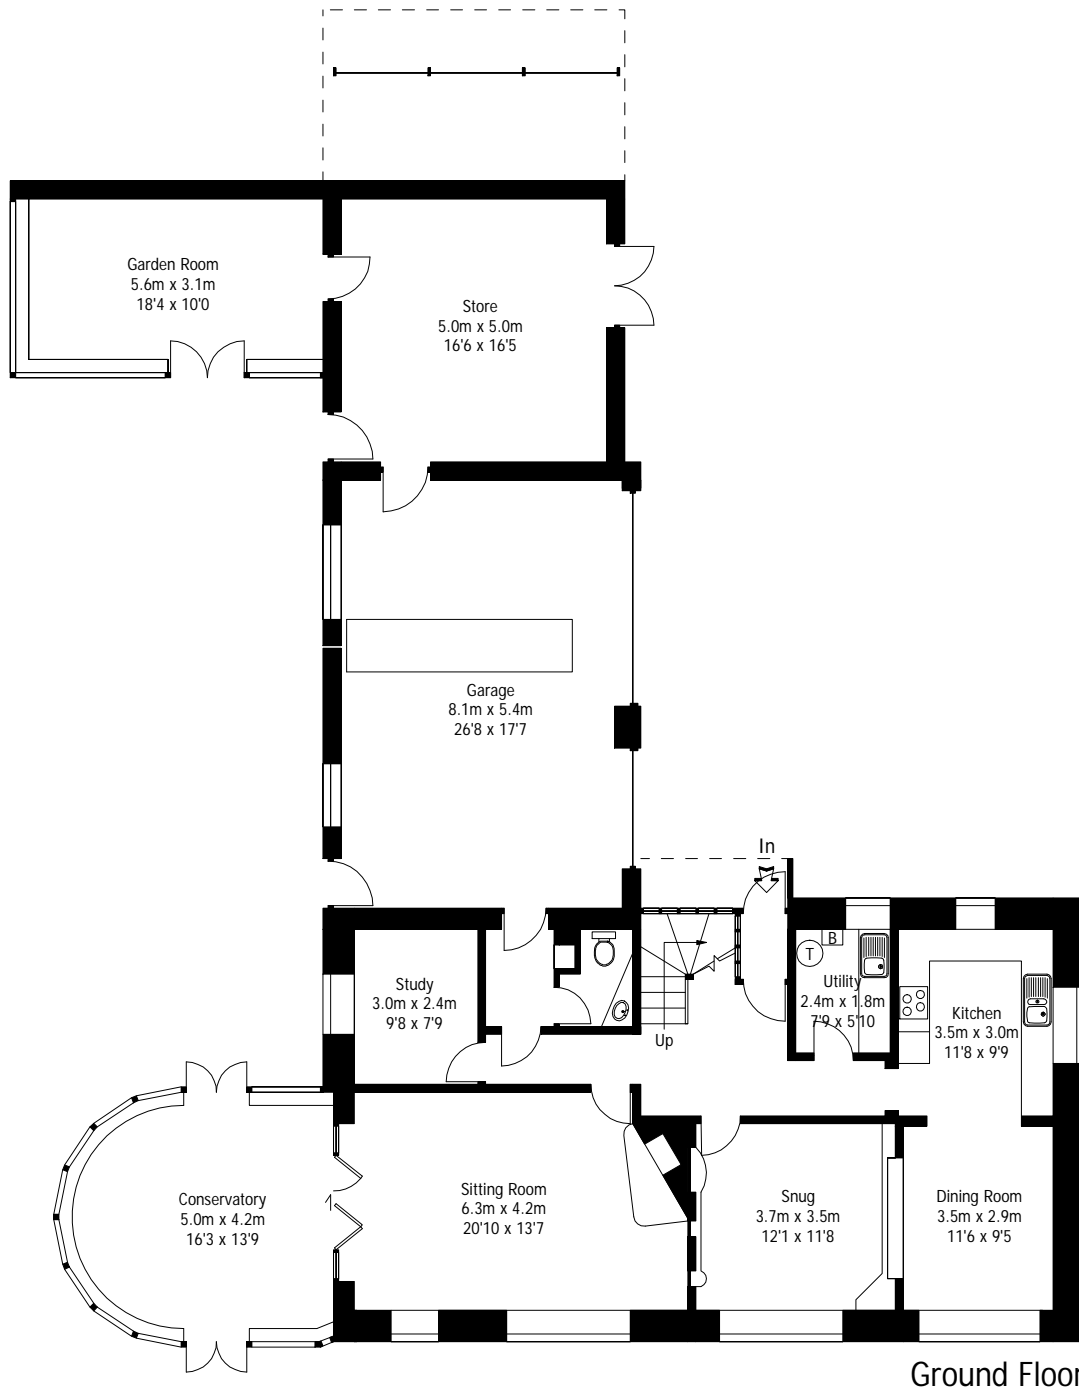 Garden Room
5.6m x 3.1m
18'4 x 10'0
Store
5.0m x 5.0m
16'6 x 16'5
Garage
8.1m x 5.4m
26'8 x 17'7
In
B
T
Utility
2.4m x 1.8m
7'9 x 5'10
Study
3.0m x 2.4m
9'8 x 7'9
Kitchen
3.5m x 3.0m
11'8 x 9'9
Up
Conservatory
5.0m x 4.2m
16'3 x 13'9
Sitting Room
6.3m x 4.2m
20'10 x 13'7
Snug
3.7m x 3.5m
12'1 x 11'8
Dining Room
3.5m x 2.9m
11'6 x 9'5
Ground Floor